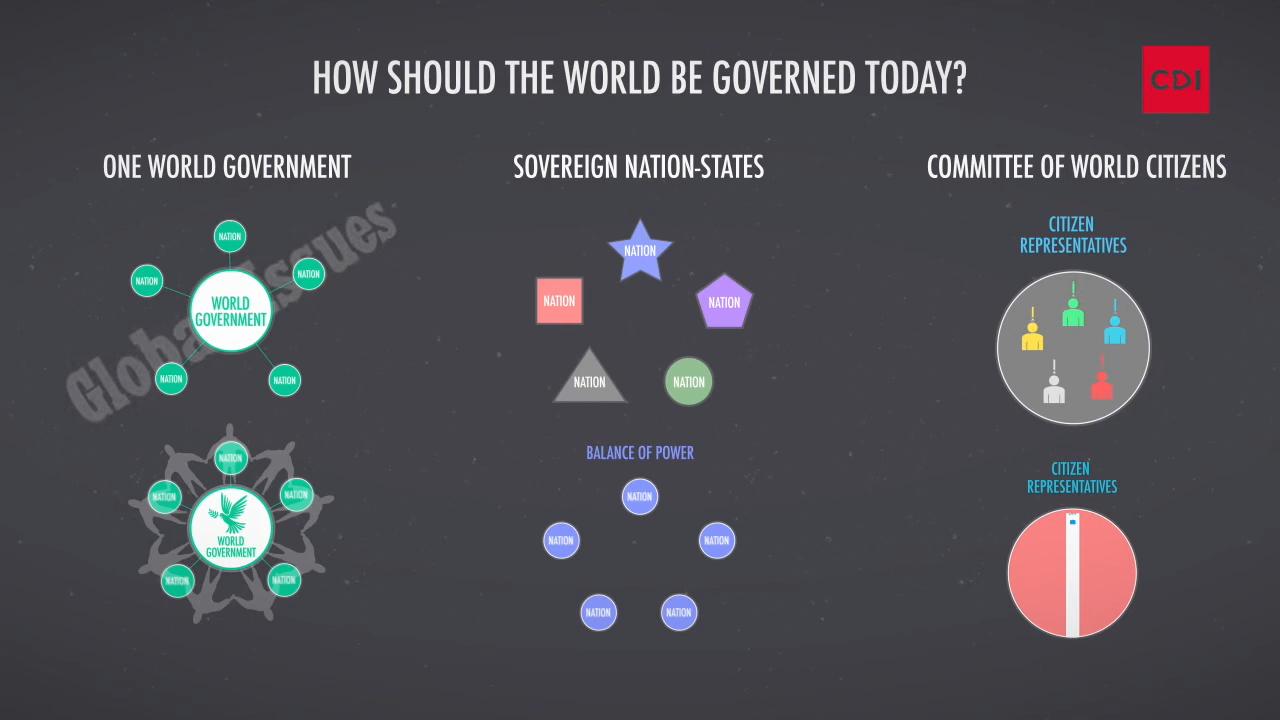 HOW SHOULD THE WORLD BE GOVERNED TODAY?
CDI
ONE WORLD GOVERNMENT
SOVEREIGN NATION-STATES
COMMITTEE OF WORLD CITIZENS
Global Issues
NATION
NATION
NATION
WORLD
GOVERNMENT
NATION
NATION
NATION
NATION
NATION
WORLD
GOVERNMENT
NATION
NATION
NATION
NATION
NATION
NATION
NATION
BALANCE OF POWER
NATION
NATION
NATION
NATION
NATION
CITIZEN
REPRESENTATIVES
CITIZEN
REPRESENTATIVES